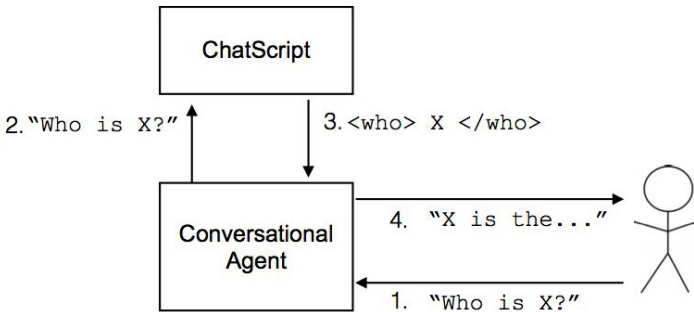 ChatScript
2. “Who is X?”
3. <who> X </who>
Conversational
Agent
4. “X is the...”
1. “Who is X?”